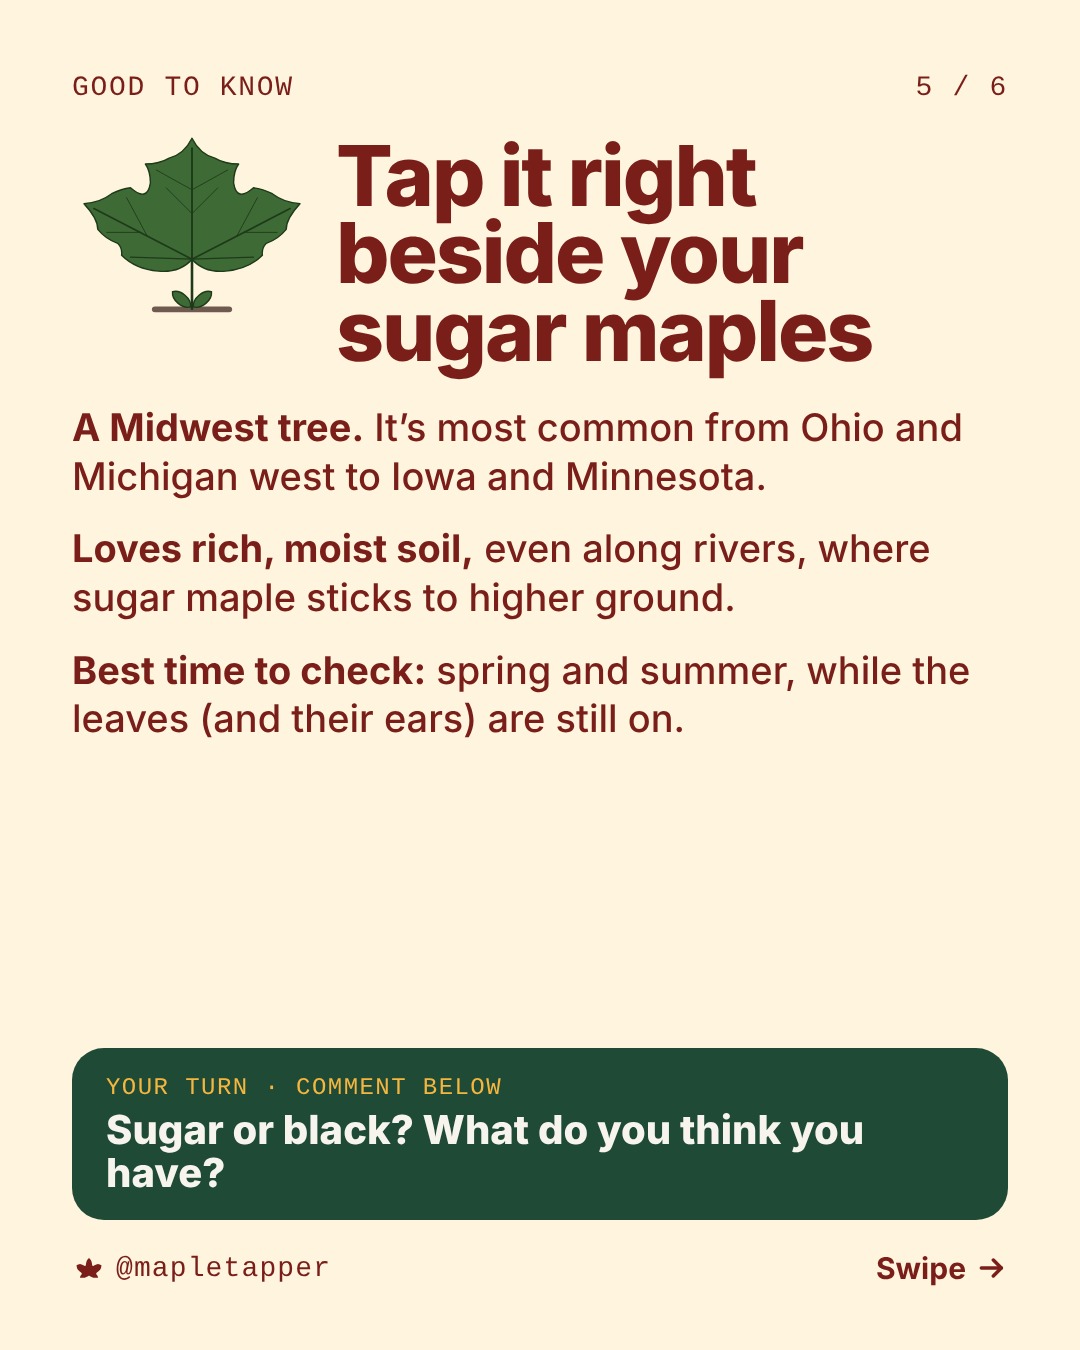 GOOD TO KNOW
5 / 6
Tap it right
beside your
sugar maples
A Midwest tree. It’s most common from Ohio and
Michigan west to Iowa and Minnesota.
Loves rich, moist soil, even along rivers, where
sugar maple sticks to higher ground.
Best time to check: spring and summer, while the
leaves (and their ears) are still on.
YOUR TURN · COMMENT BELOW
Sugar or black? What do you think you
have?
@mapletapper
Swipe →